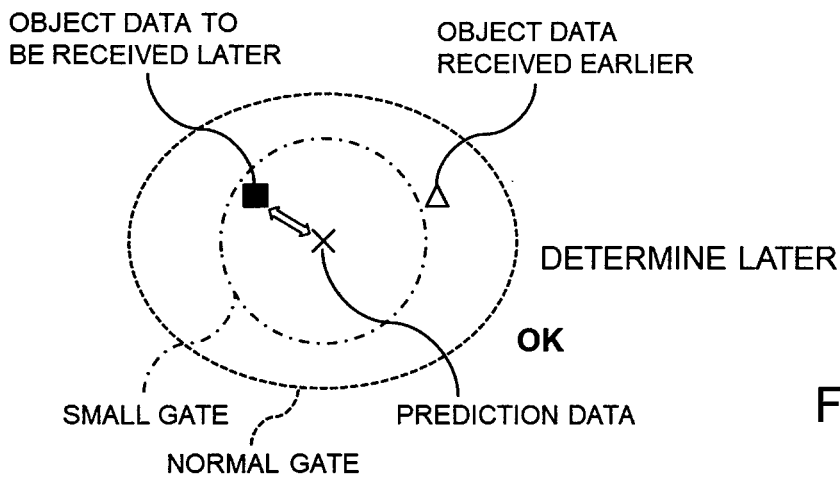 OBJECT DATA TO
BE RECEIVED LATER
OBJECT DATA
RECEIVED EARLIER
DETERMINE LATER
OK
SMALL GATE
PREDICTION DATA
NORMAL GATE
F